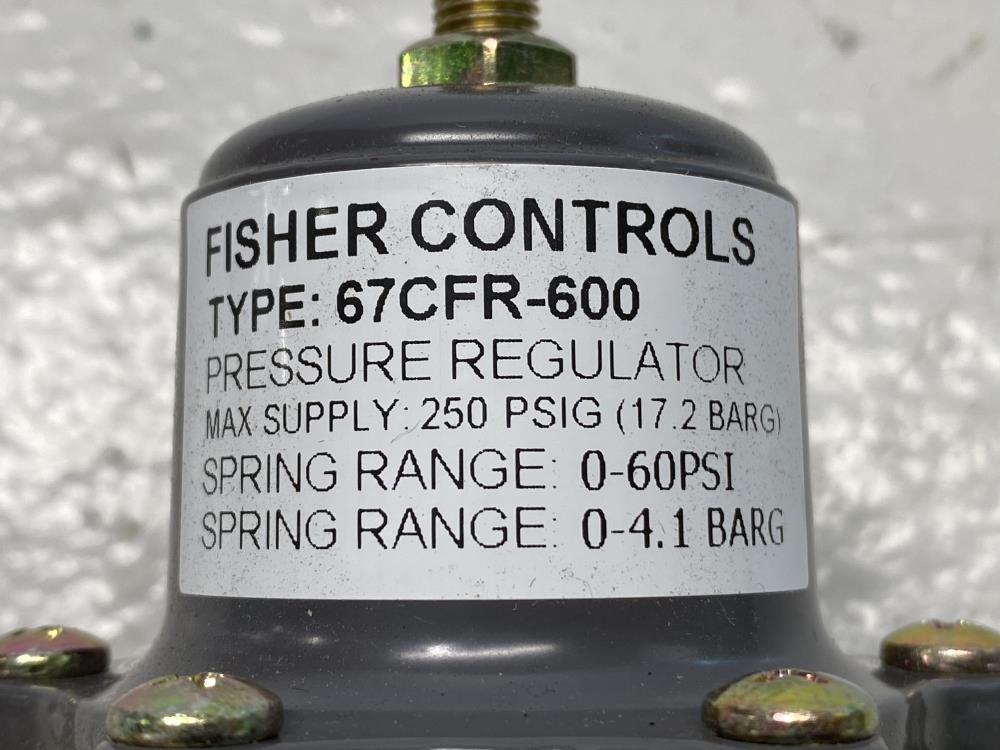 FISHER CONTROLS
TYPE: 67CFR-600
PRESSURE REGULATOR
MAX SUPPLY: 250 PSIG (17.2 BARG)
SPRING RANGE: 0-60PSI
SPRING RANGE: 0-4.1 BARG